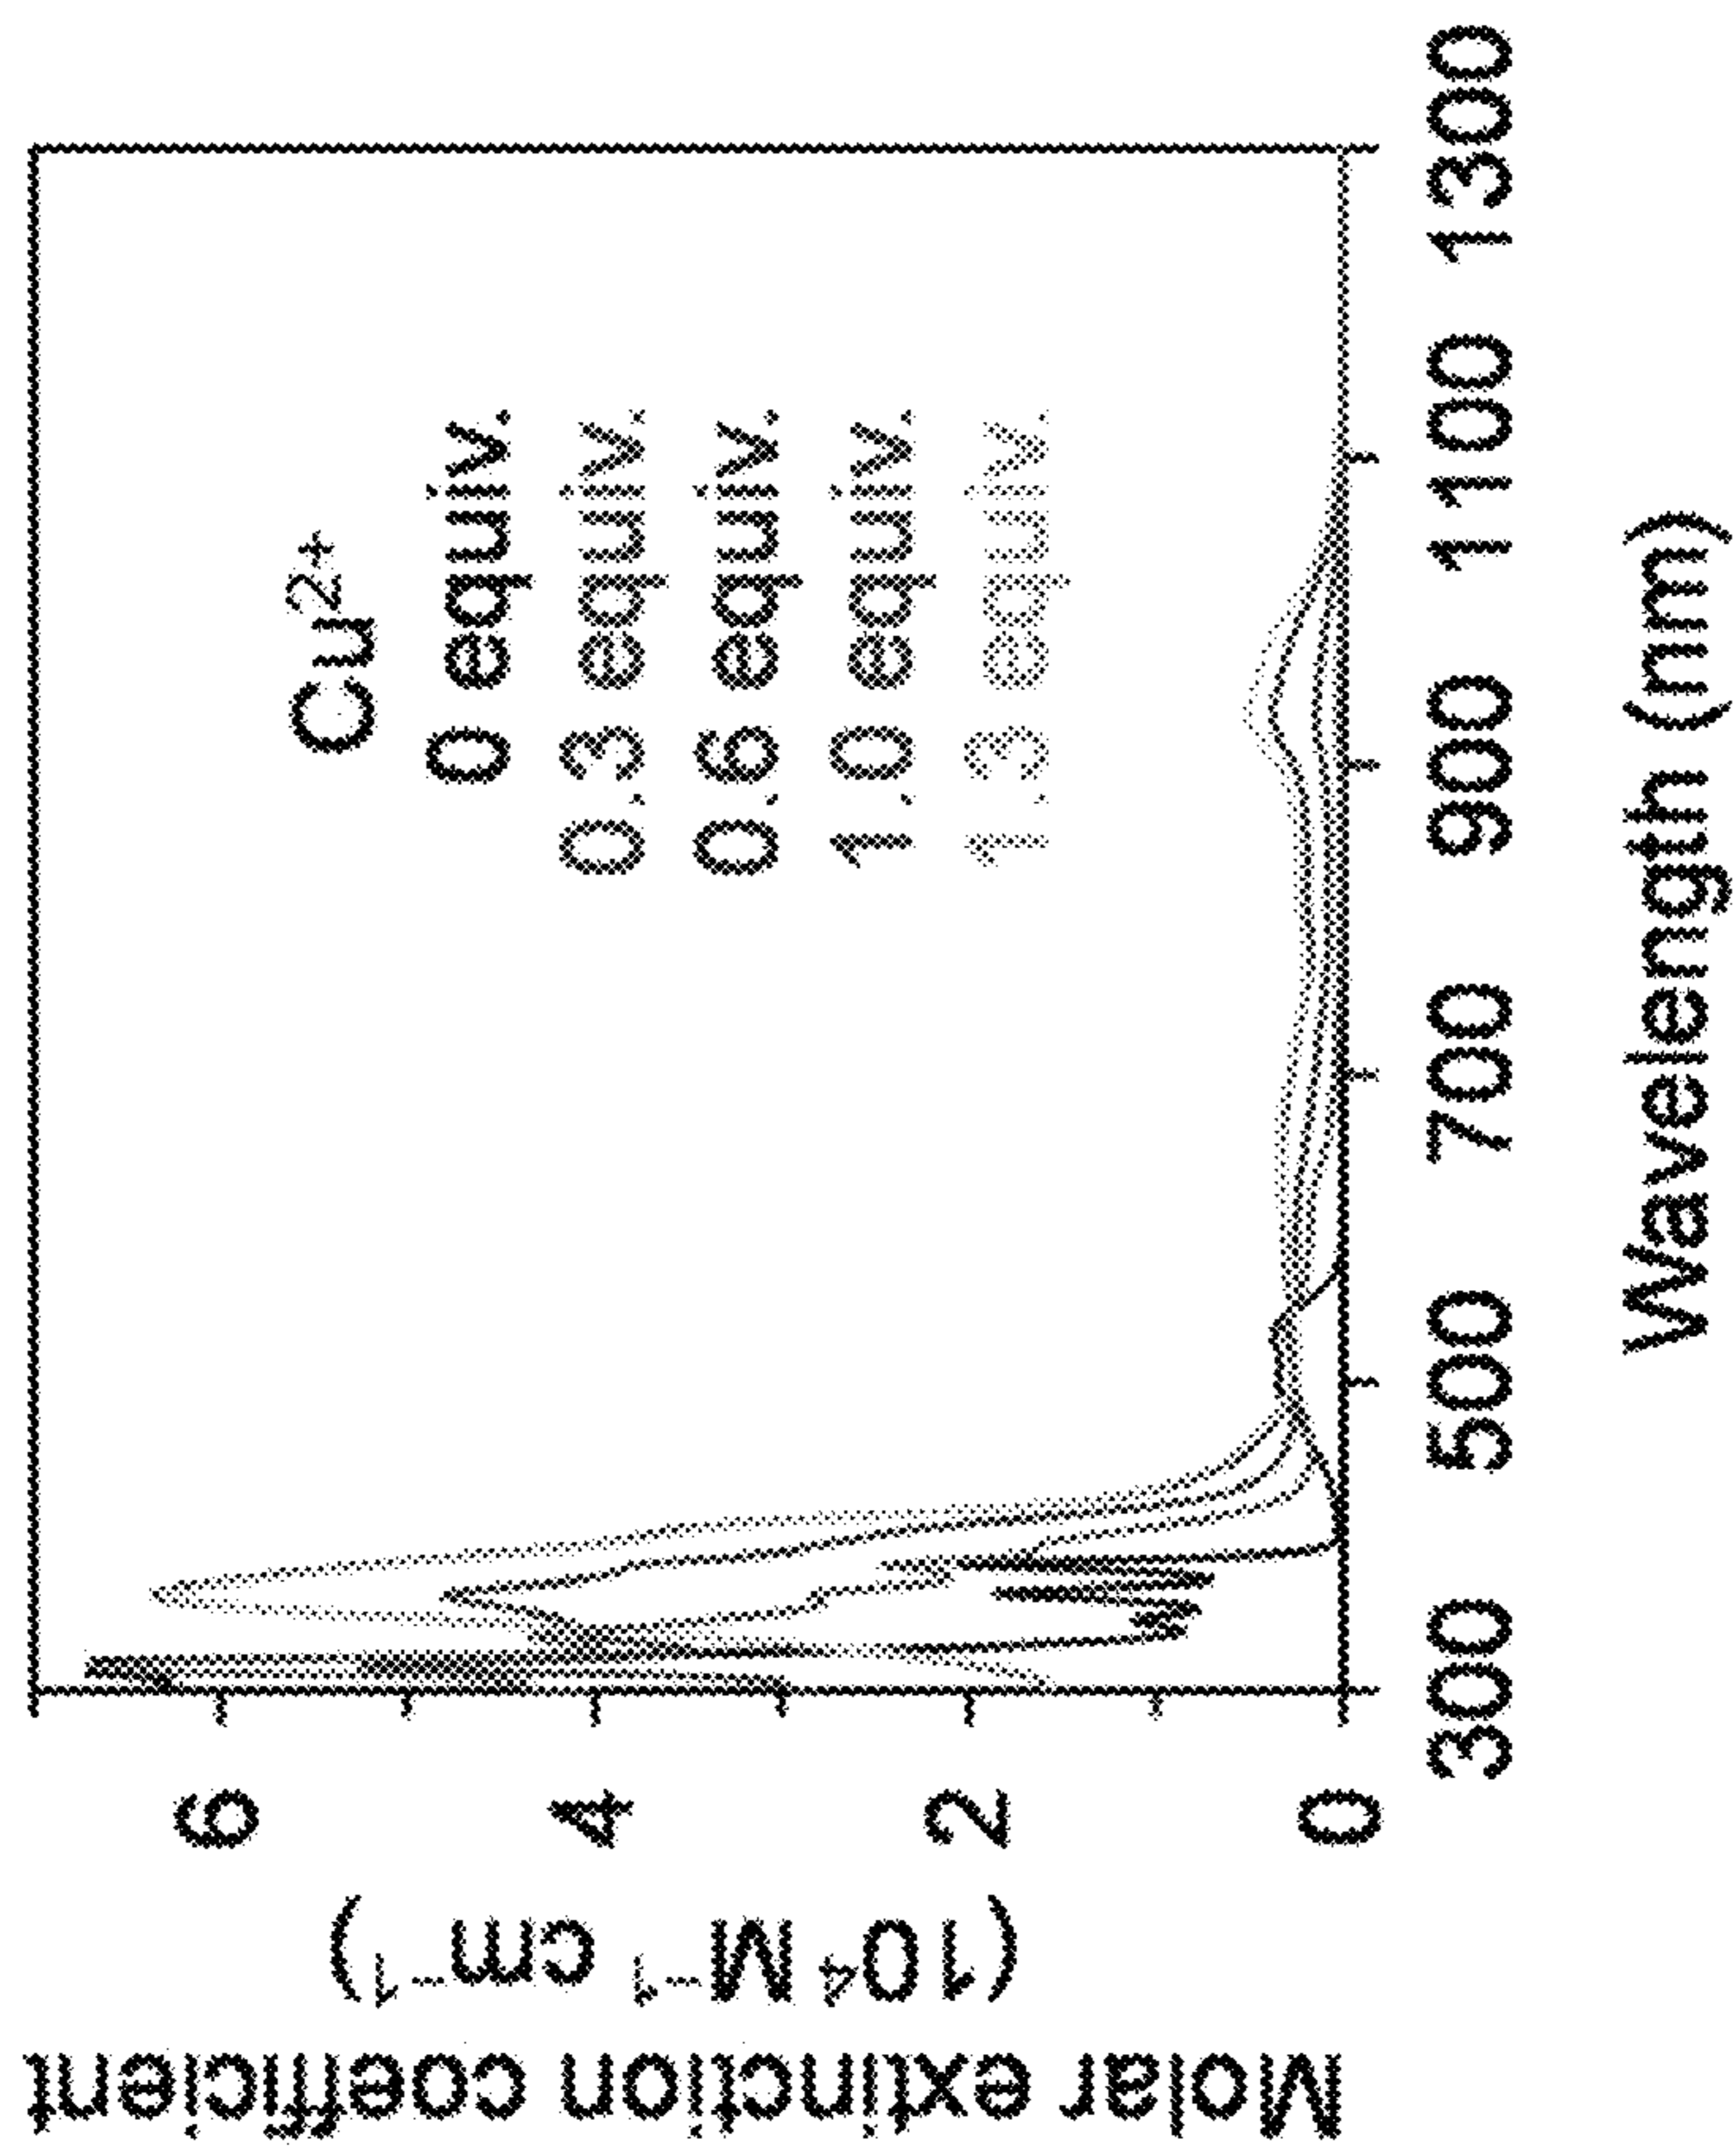 Molar extinction coefficient
(10⁴ M⁻¹ cm⁻¹)
6
4
2
0
Cu²⁺
0 equiv.
0.3 equiv.
0.6 equiv.
1.0 equiv.
1.3 equiv.
300 500 700 900 1100 1300
Wavelength (nm)